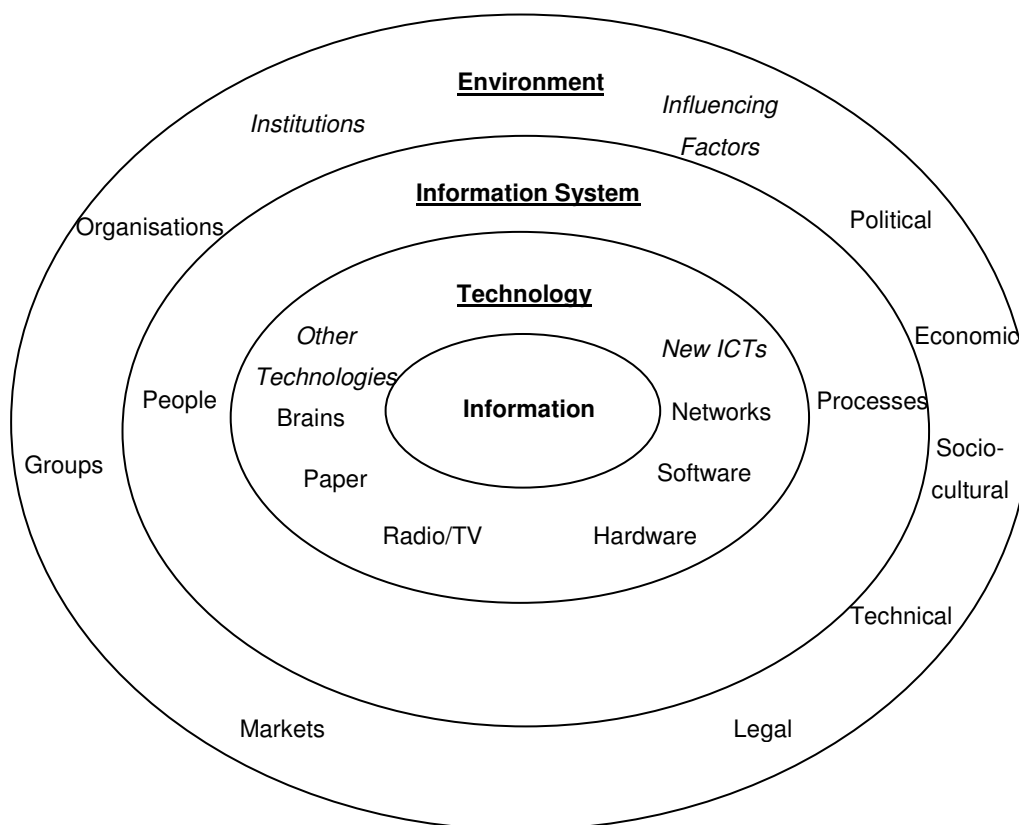 Environment
Institutions
Influencing
Factors
Information System
Organisations
Political
Technology
Other
Technologies
New ICTs
Economic
People
Brains
Information
Networks
Processes
Groups
Paper
Software
Socio-
cultural
Radio/TV
Hardware
Technical
Markets
Legal